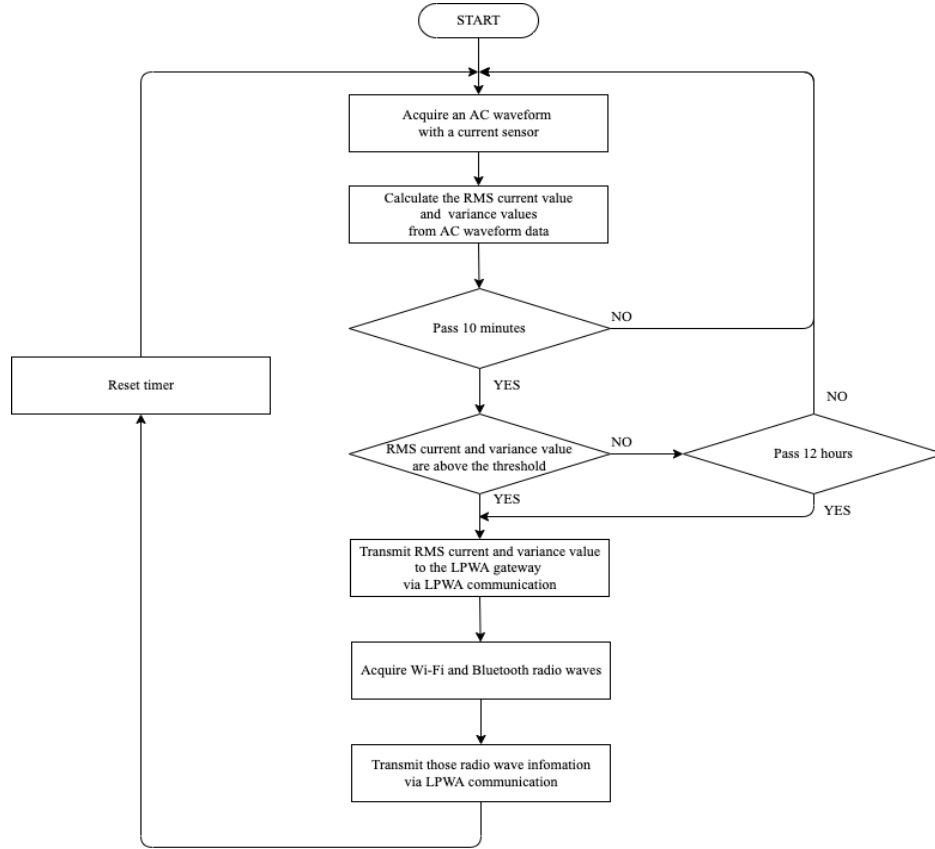 START
Acquire an AC waveform
with a current sensor
Calculate the RMS current value
and variance values
from AC waveform data
Pass 10 minutes
NO
YES
Reset timer
RMS current and variance value
are above the threshold
NO
YES
Pass 12 hours
NO
YES
Transmit RMS current and variance value
to the LPWA gateway
via LPWA communication
Acquire Wi-Fi and Bluetooth radio waves
Transmit those radio wave infomation
via LPWA communication